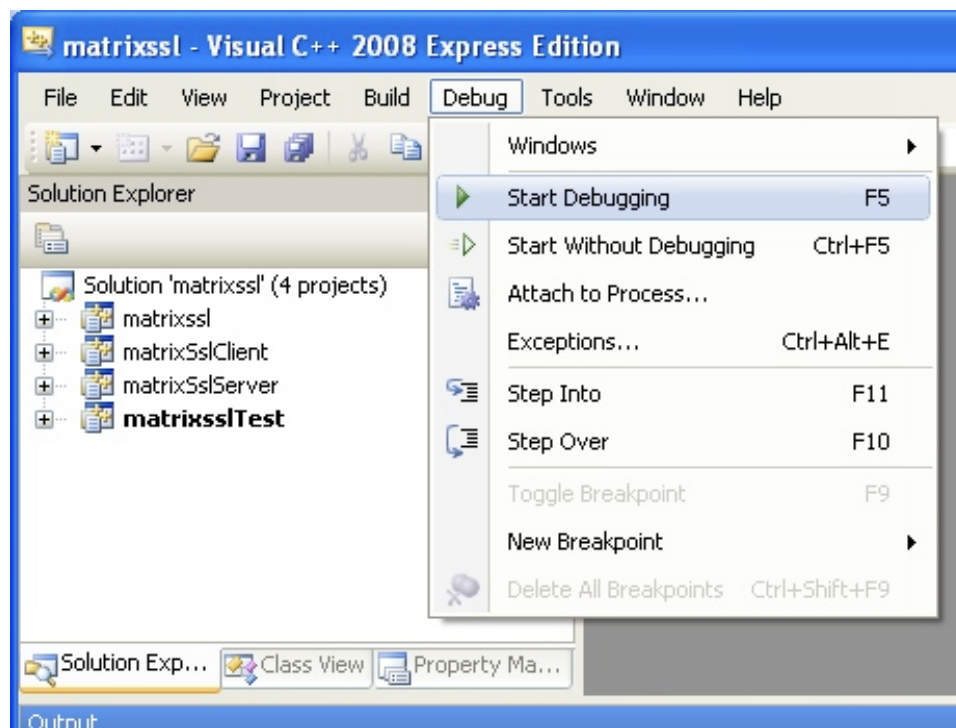 matrixssl - Visual C++ 2008 Express Edition
File Edit View Project Build Debug Tools Window Help
Solution Explorer
Solution 'matrixssl' (4 projects)
matrixssl
matrixSslClient
matrixSslServer
matrixsslTest
Windows
Start Debugging F5
Start Without Debugging Ctrl+F5
Attach to Process...
Exceptions... Ctrl+Alt+E
Step Into F11
Step Over F10
Toggle Breakpoint F9
New Breakpoint
Delete All Breakpoints Ctrl+Shift+F9
Solution Exp... Class View Property Ma...
Output